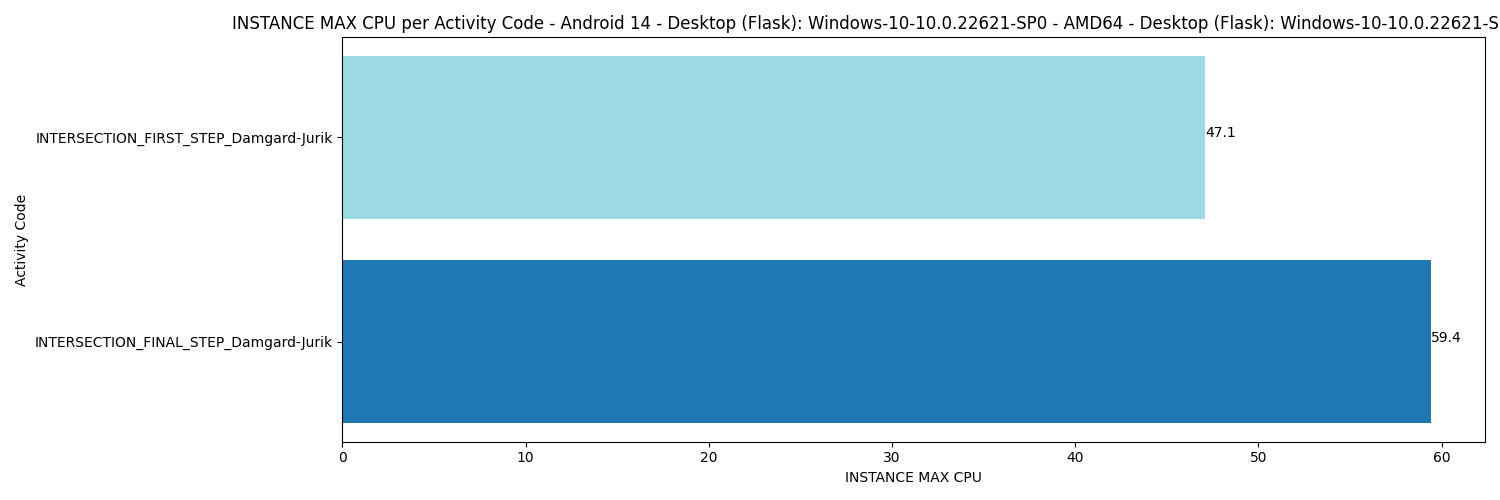 INSTANCE MAX CPU per Activity Code - Android 14 - Desktop (Flask): Windows-10-10.0.22621-SP0 - AMD64 - Desktop (Flask): Windows-10-10.0.22621-S
INTERSECTION_FIRST_STEP_Damgard-Jurik
47.1
Activity Code
INTERSECTION_FINAL_STEP_Damgard-Jurik
59.4
0 10 20 30 40 50 60
INSTANCE MAX CPU